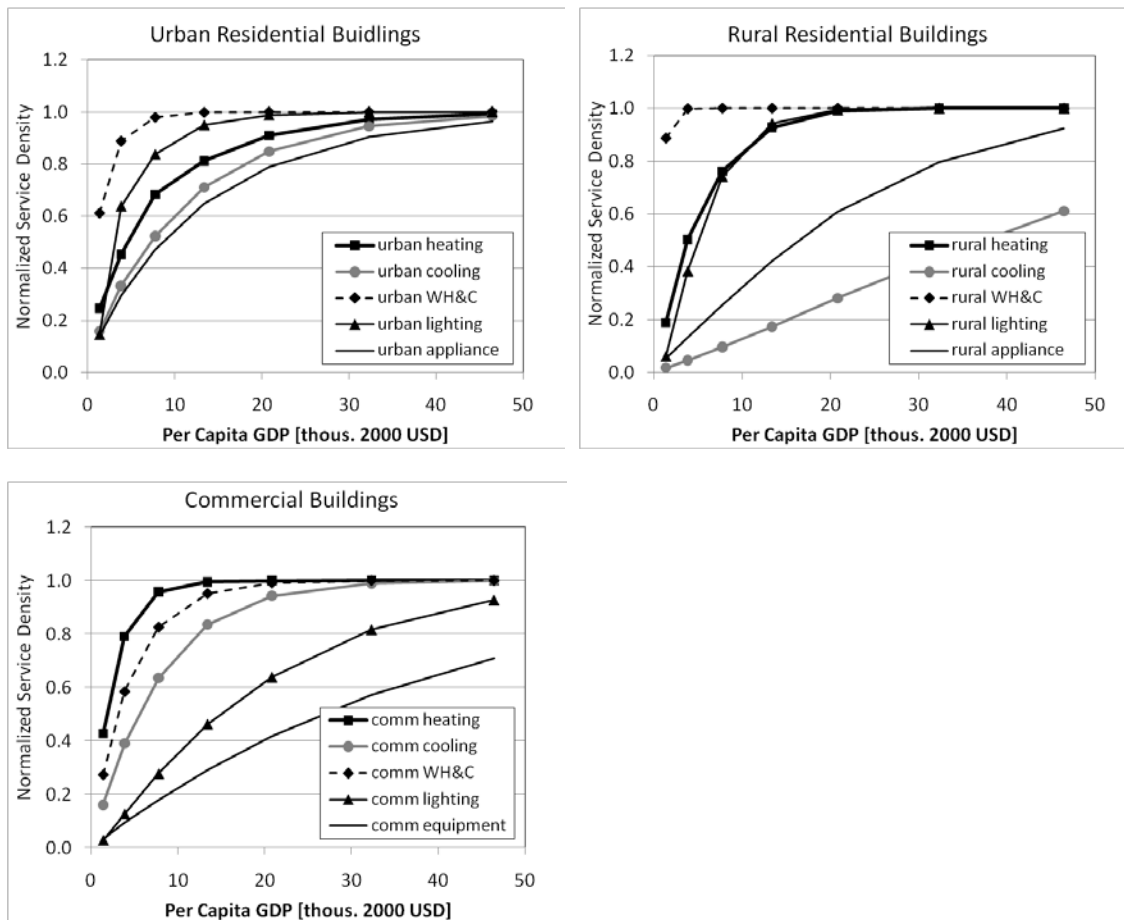 Urban Residential Buidlings
Normalized Service Density
1.2
1.0
0.8
0.6
0.4
0.2
0.0
urban heating
urban cooling
urban WH&C
urban lighting
urban appliance
0 10 20 30 40 50
Per Capita GDP [thous. 2000 USD]
Rural Residential Buildings
Normalized Service Density
1.2
1.0
0.8
0.6
0.4
0.2
0.0
rural heating
rural cooling
rural WH&C
rural lighting
rural appliance
0 10 20 30 40 50
Per Capita GDP [thous. 2000 USD]
Commercial Buildings
Normalized Service Density
1.2
1.0
0.8
0.6
0.4
0.2
0.0
comm heating
comm cooling
comm WH&C
comm lighting
comm equipment
0 10 20 30 40 50
Per Capita GDP [thous. 2000 USD]